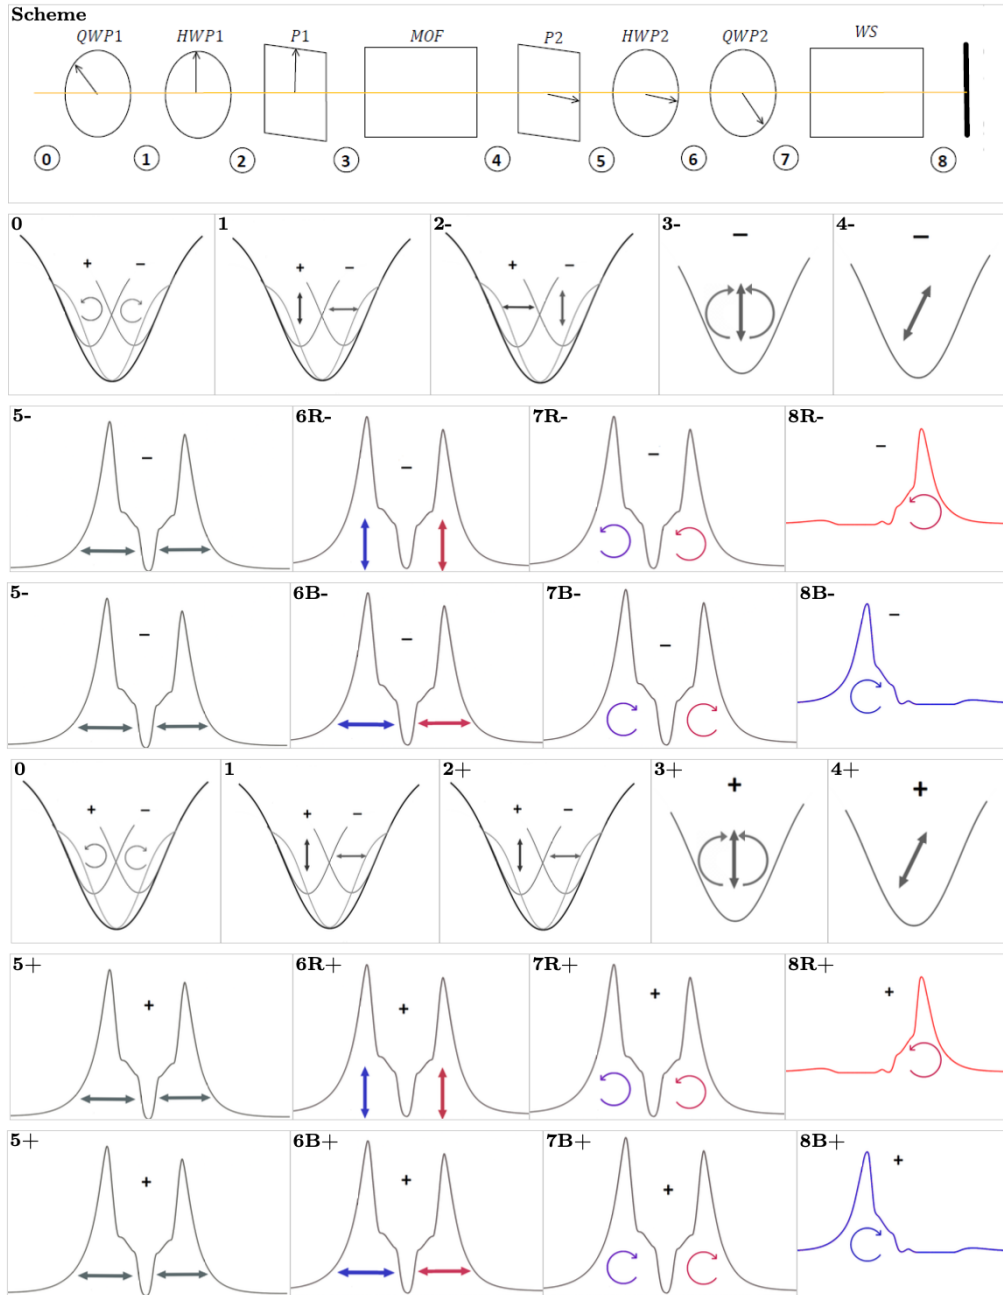 Scheme
QWP1 HWP1 P1 MOF P2 HWP2 QWP2 WS
0 1 2 3 4 5 6 7 8
0 1 2- 3- 4-
+ − + − + − − −
5- 6R- 7R- 8R-
− − − −
5- 6B- 7B- 8B-
− − − −
0 1 2+ 3+ 4+
+ − + − + − + +
5+ 6R+ 7R+ 8R+
+ + + +
5+ 6B+ 7B+ 8B+
+ + + +